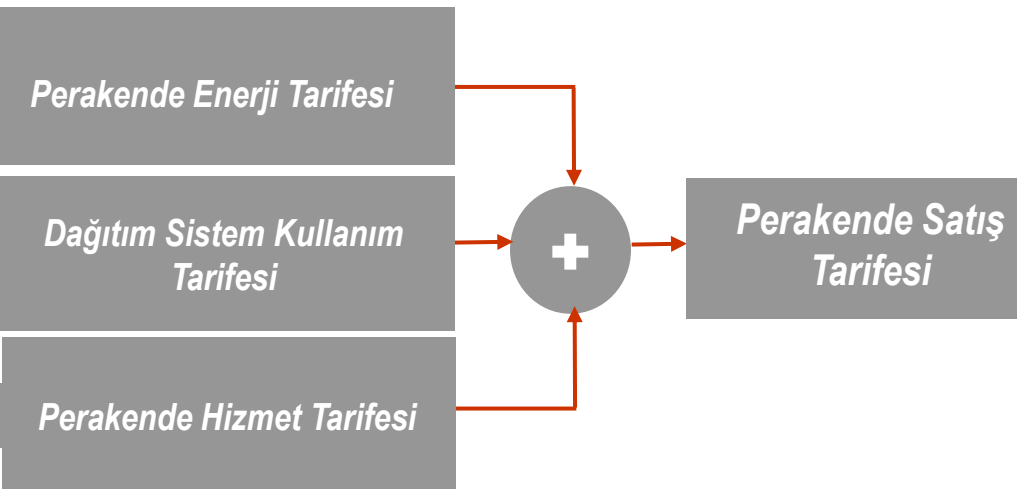 Perakende Enerji Tarifesi
Dağıtım Sistem Kullanım
Tarifesi
Perakende Hizmet Tarifesi
+
Perakende Satış
Tarifesi